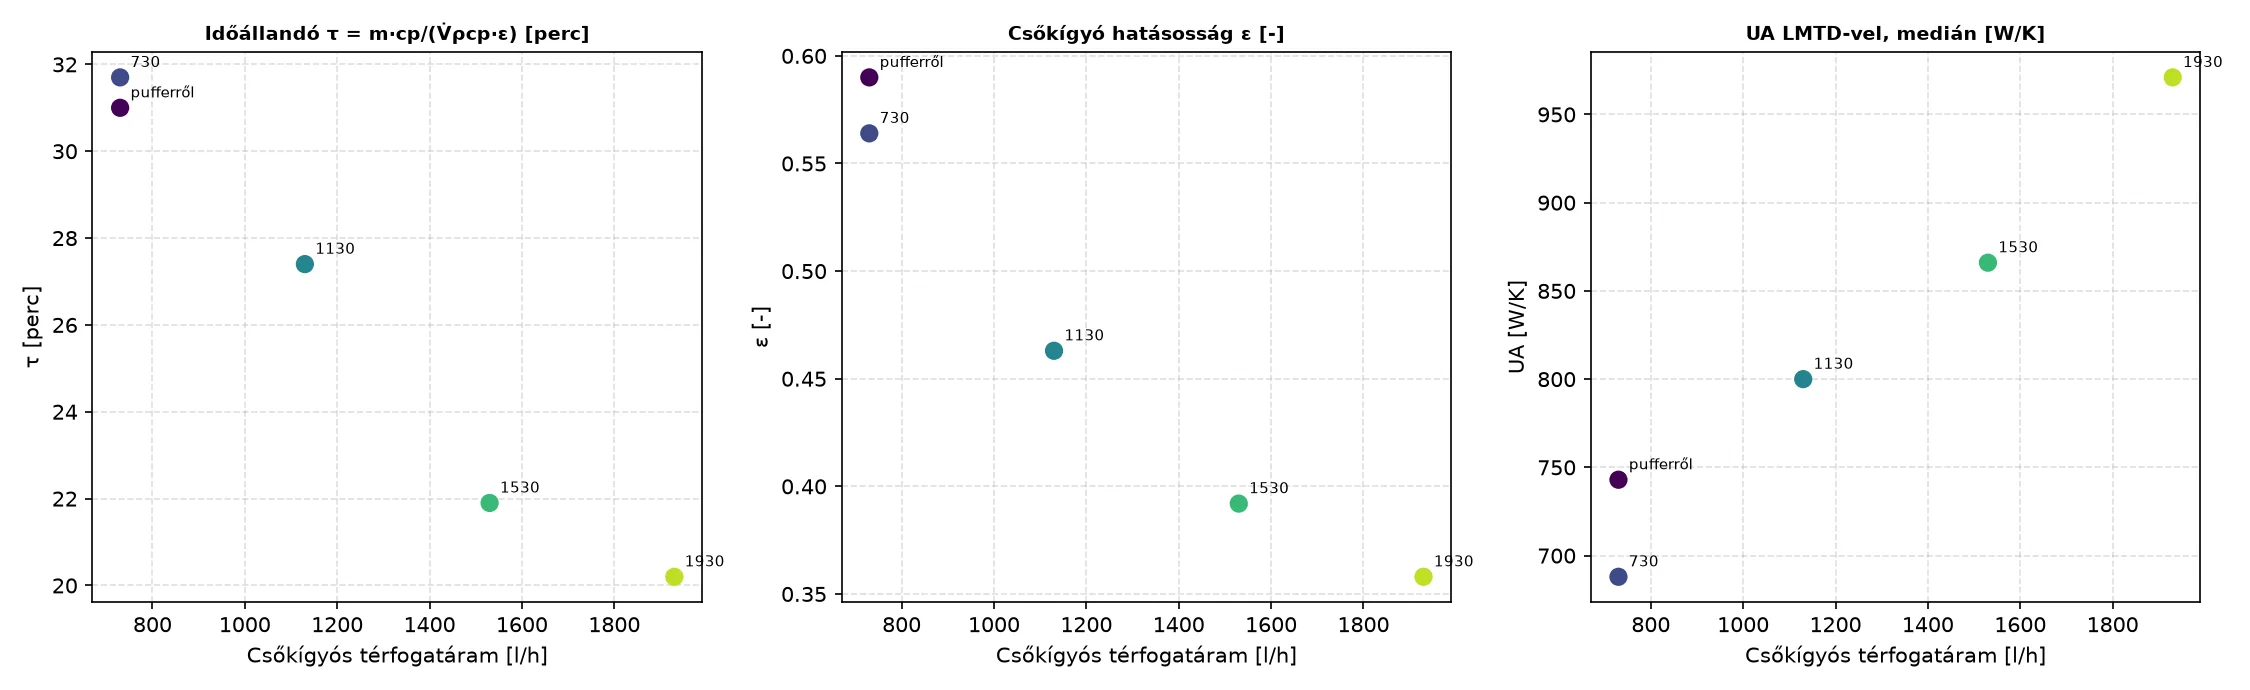 Időállandó τ = m·cp/(V̇ρcp·ε) [perc]
τ [perc]
32
30
28
26
24
22
20
730
pufferről
1130
1530
1930
800 1000 1200 1400 1600 1800
Csőkígyós térfogatáram [l/h]
Csőkígyó hatásosság ε [-]
ε [-]
0.60
0.55
0.50
0.45
0.40
0.35
pufferről
730
1130
1530
1930
800 1000 1200 1400 1600 1800
Csőkígyós térfogatáram [l/h]
UA LMTD-vel, medián [W/K]
UA [W/K]
950
900
850
800
750
700
1930
1530
1130
pufferről
730
800 1000 1200 1400 1600 1800
Csőkígyós térfogatáram [l/h]